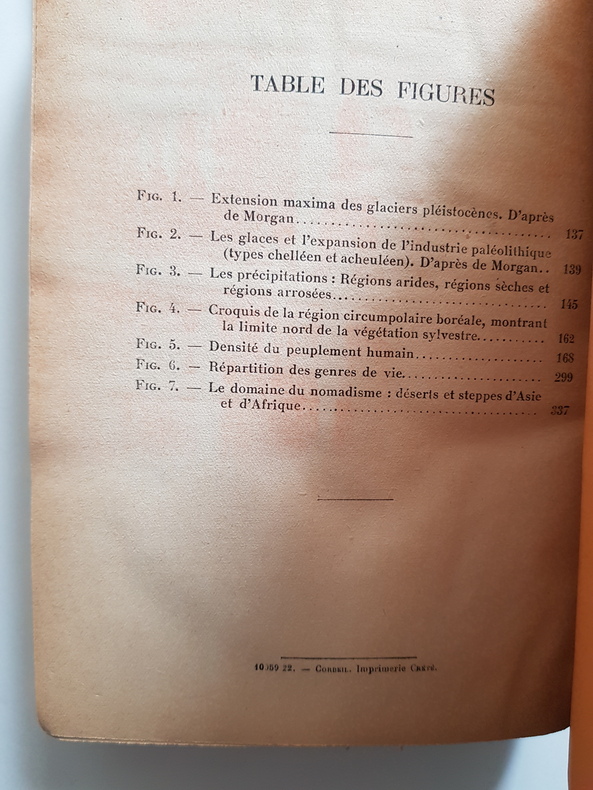 TABLE DES FIGURES
FIG. 1. — Extension maxima des glaciers pléistocènes. D'après
de Morgan.......................................... 137
FIG. 2. — Les glaces et l'expansion de l'industrie paléolithique
(types chelléen et acheuléen). D'après de Morgan.. 139
FIG. 3. — Les précipitations : Régions arides, régions sèches et
régions arrosées................................... 145
FIG. 4. — Croquis de la région circumpolaire boréale, montrant
la limite nord de la végétation sylvestre.......... 162
FIG. 5. — Densité du peuplement humain..................... 168
FIG. 6. — Répartition des genres de vie...................... 299
FIG. 7. — Le domaine du nomadisme : déserts et steppes d'Asie
et d'Afrique....................................... 337
22. — CORBEIL. Imprimerie CRÉTÉ.